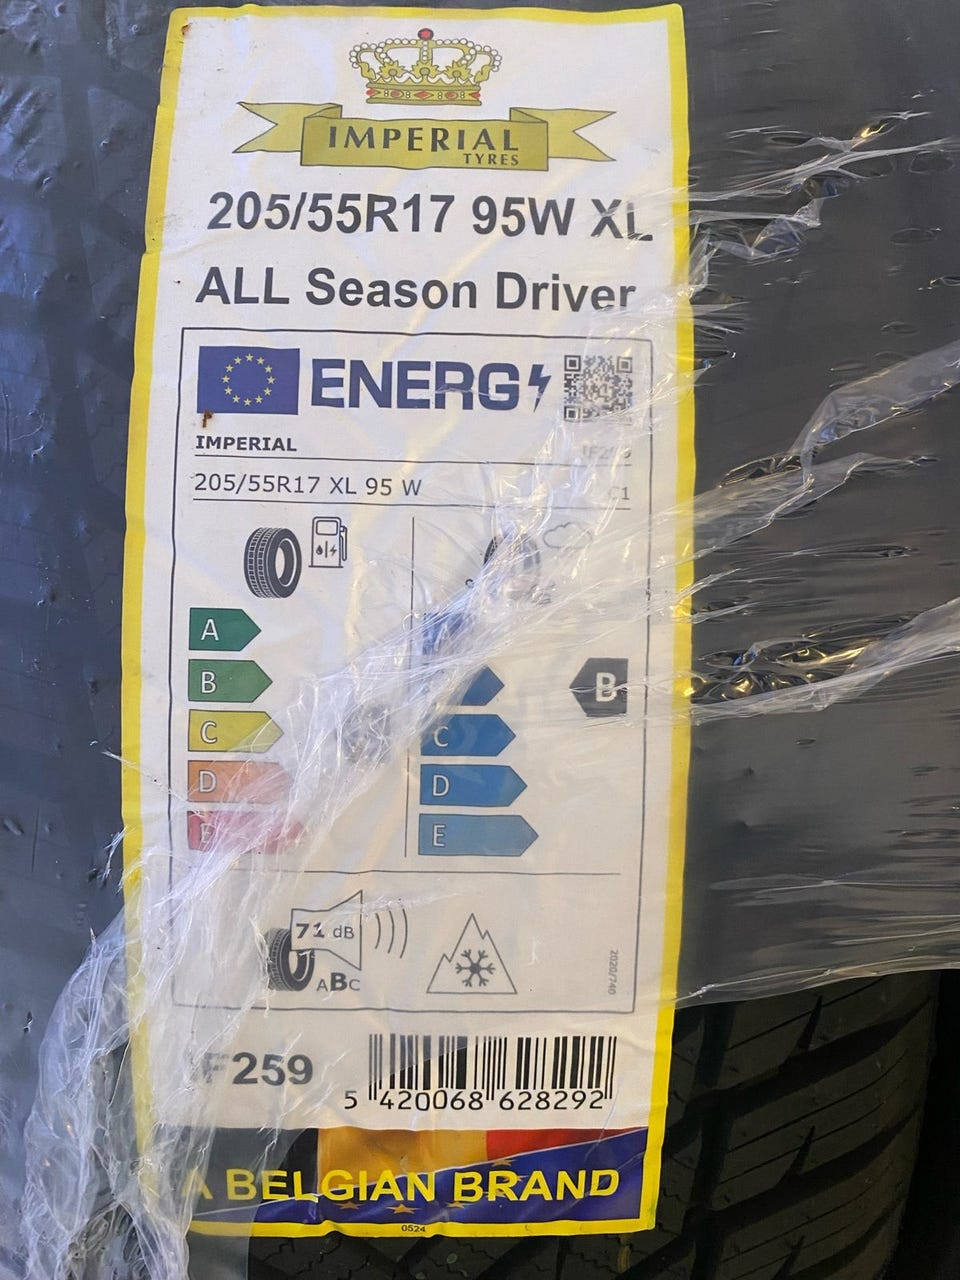 IMPERIAL
TYRES
205/55R17 95W XL
ALL Season Driver
ENERG
IMPERIAL
205/55R17 XL 95 W
C1
A
B
C
D
B
C
D
E
71 dB
ABC
2020/740
F259
5 420068 628292
A BELGIAN BRAND
0524